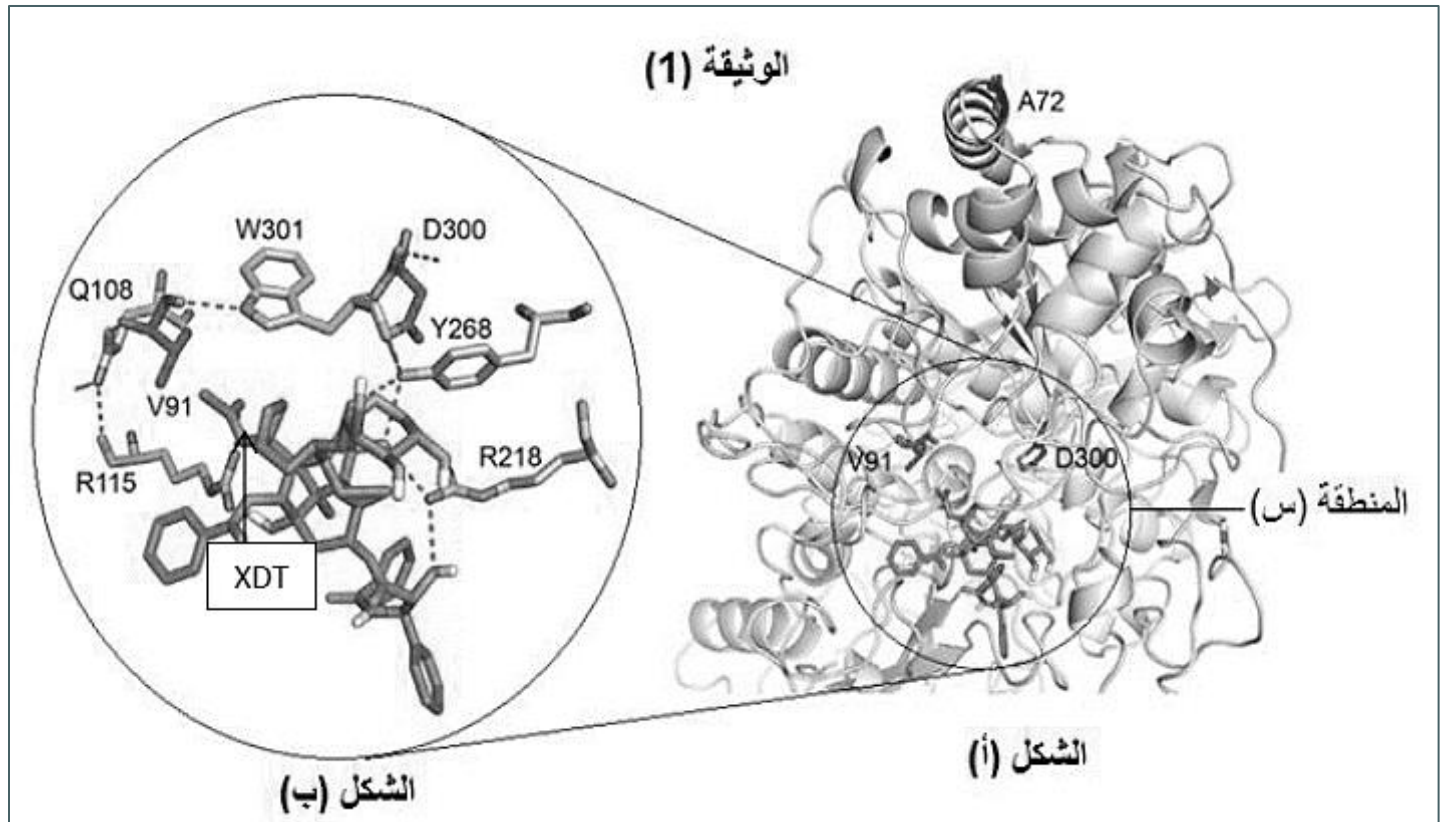 الوثيقة (1)
A72
W301
D300
Q108
Y268
V91
R115
R218
XDT
V91
D300
المنطقة (س)
الشكل (أ)
الشكل (ب)